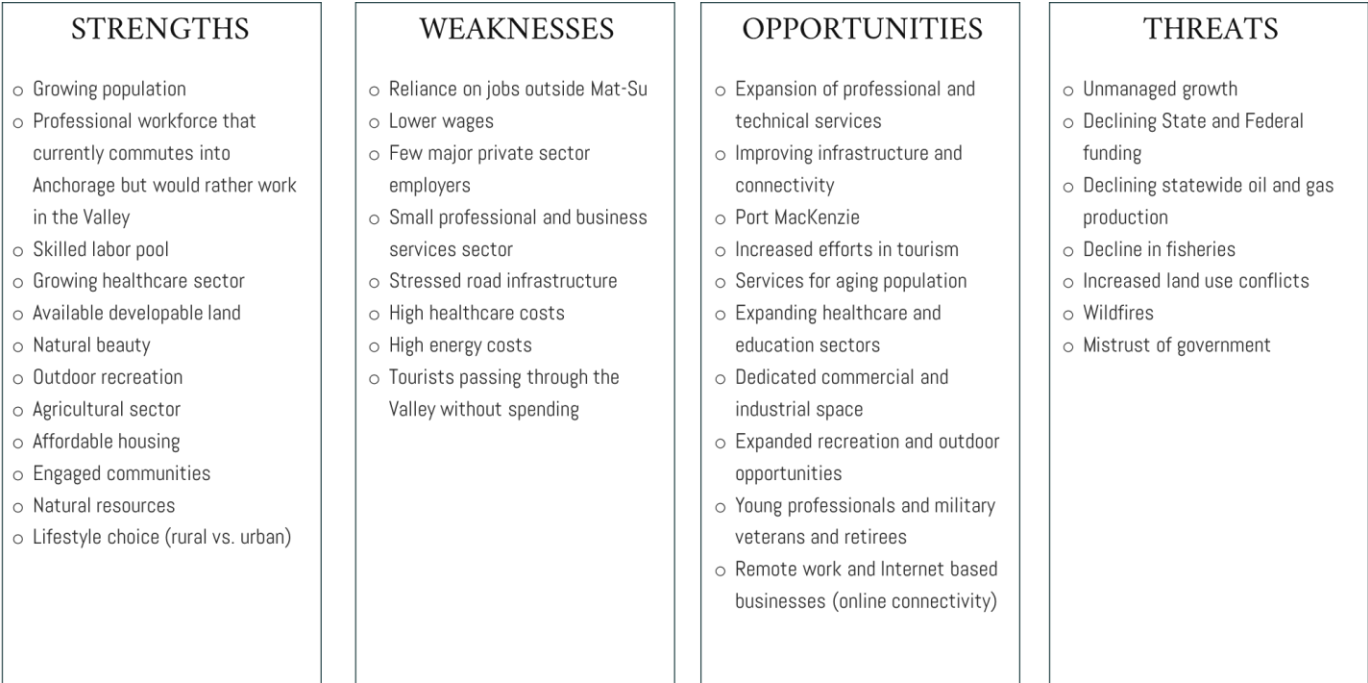 STRENGTHS
○ Growing population
○ Professional workforce that
currently commutes into
Anchorage but would rather work
in the Valley
○ Skilled labor pool
○ Growing healthcare sector
○ Available developable land
○ Natural beauty
○ Outdoor recreation
○ Agricultural sector
○ Affordable housing
○ Engaged communities
○ Natural resources
○ Lifestyle choice (rural vs. urban)
WEAKNESSES
○ Reliance on jobs outside Mat-Su
○ Lower wages
○ Few major private sector
employers
○ Small professional and business
services sector
○ Stressed road infrastructure
○ High healthcare costs
○ High energy costs
○ Tourists passing through the
Valley without spending
OPPORTUNITIES
○ Expansion of professional and
technical services
○ Improving infrastructure and
connectivity
○ Port MacKenzie
○ Increased efforts in tourism
○ Services for aging population
○ Expanding healthcare and
education sectors
○ Dedicated commercial and
industrial space
○ Expanded recreation and outdoor
opportunities
○ Young professionals and military
veterans and retirees
○ Remote work and Internet based
businesses (online connectivity)
THREATS
○ Unmanaged growth
○ Declining State and Federal
funding
○ Declining statewide oil and gas
production
○ Decline in fisheries
○ Increased land use conflicts
○ Wildfires
○ Mistrust of government